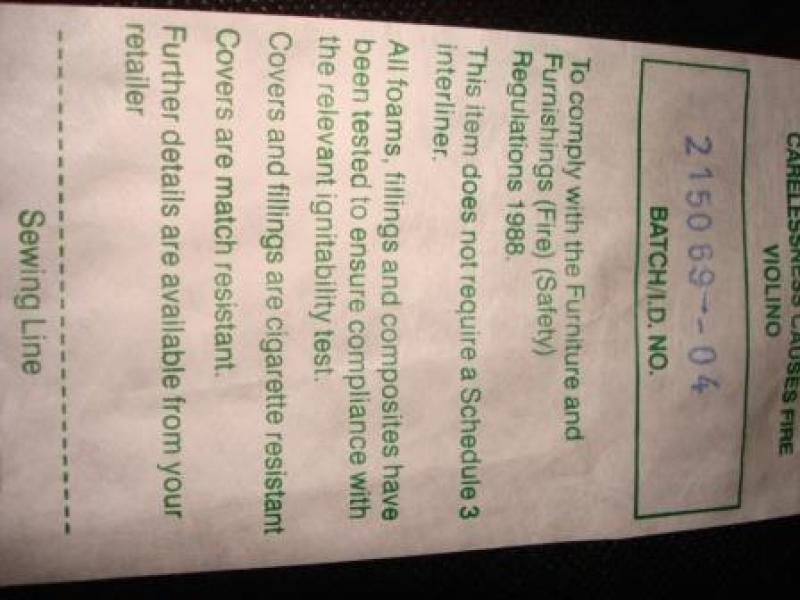 CARELESSNESS CAUSES FIRE
VIOLINO
215069--04
BATCH/I.D. NO.
To comply with the Furniture and
Furnishings (Fire) (Safety)
Regulations 1988.
This item does not require a Schedule 3
interliner.
All foams, fillings and composites have
been tested to ensure compliance with
the relevant ignitability test.
Covers and fillings are cigarette resistant
Covers are match resistant.
Further details are available from your
retailer
Sewing Line